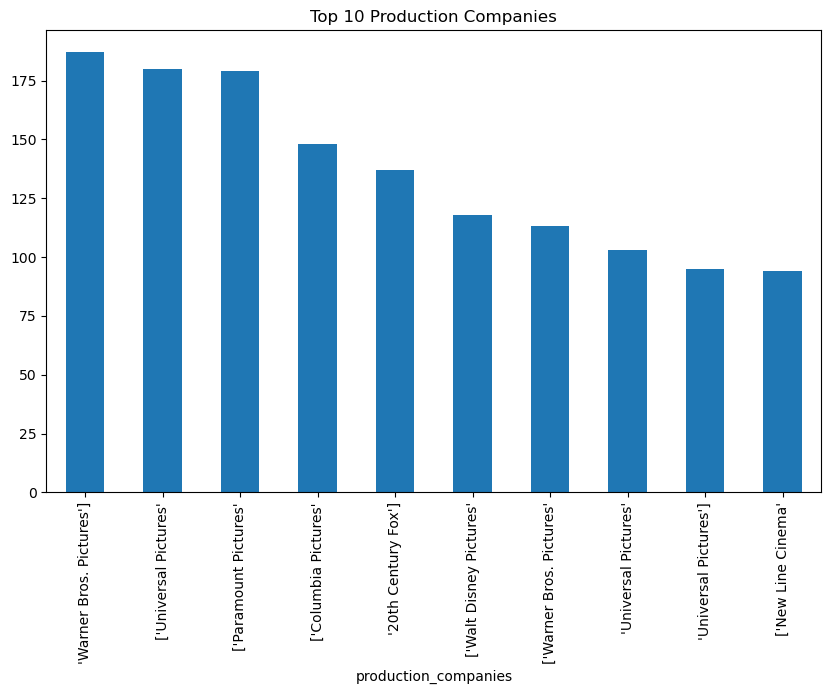 Top 10 Production Companies
175
150
125
100
75
50
25
0
'Warner Bros. Pictures']
['Universal Pictures'
['Paramount Pictures'
['Columbia Pictures'
'20th Century Fox']
['Walt Disney Pictures'
['Warner Bros. Pictures'
'Universal Pictures'
'Universal Pictures']
['New Line Cinema'
production_companies